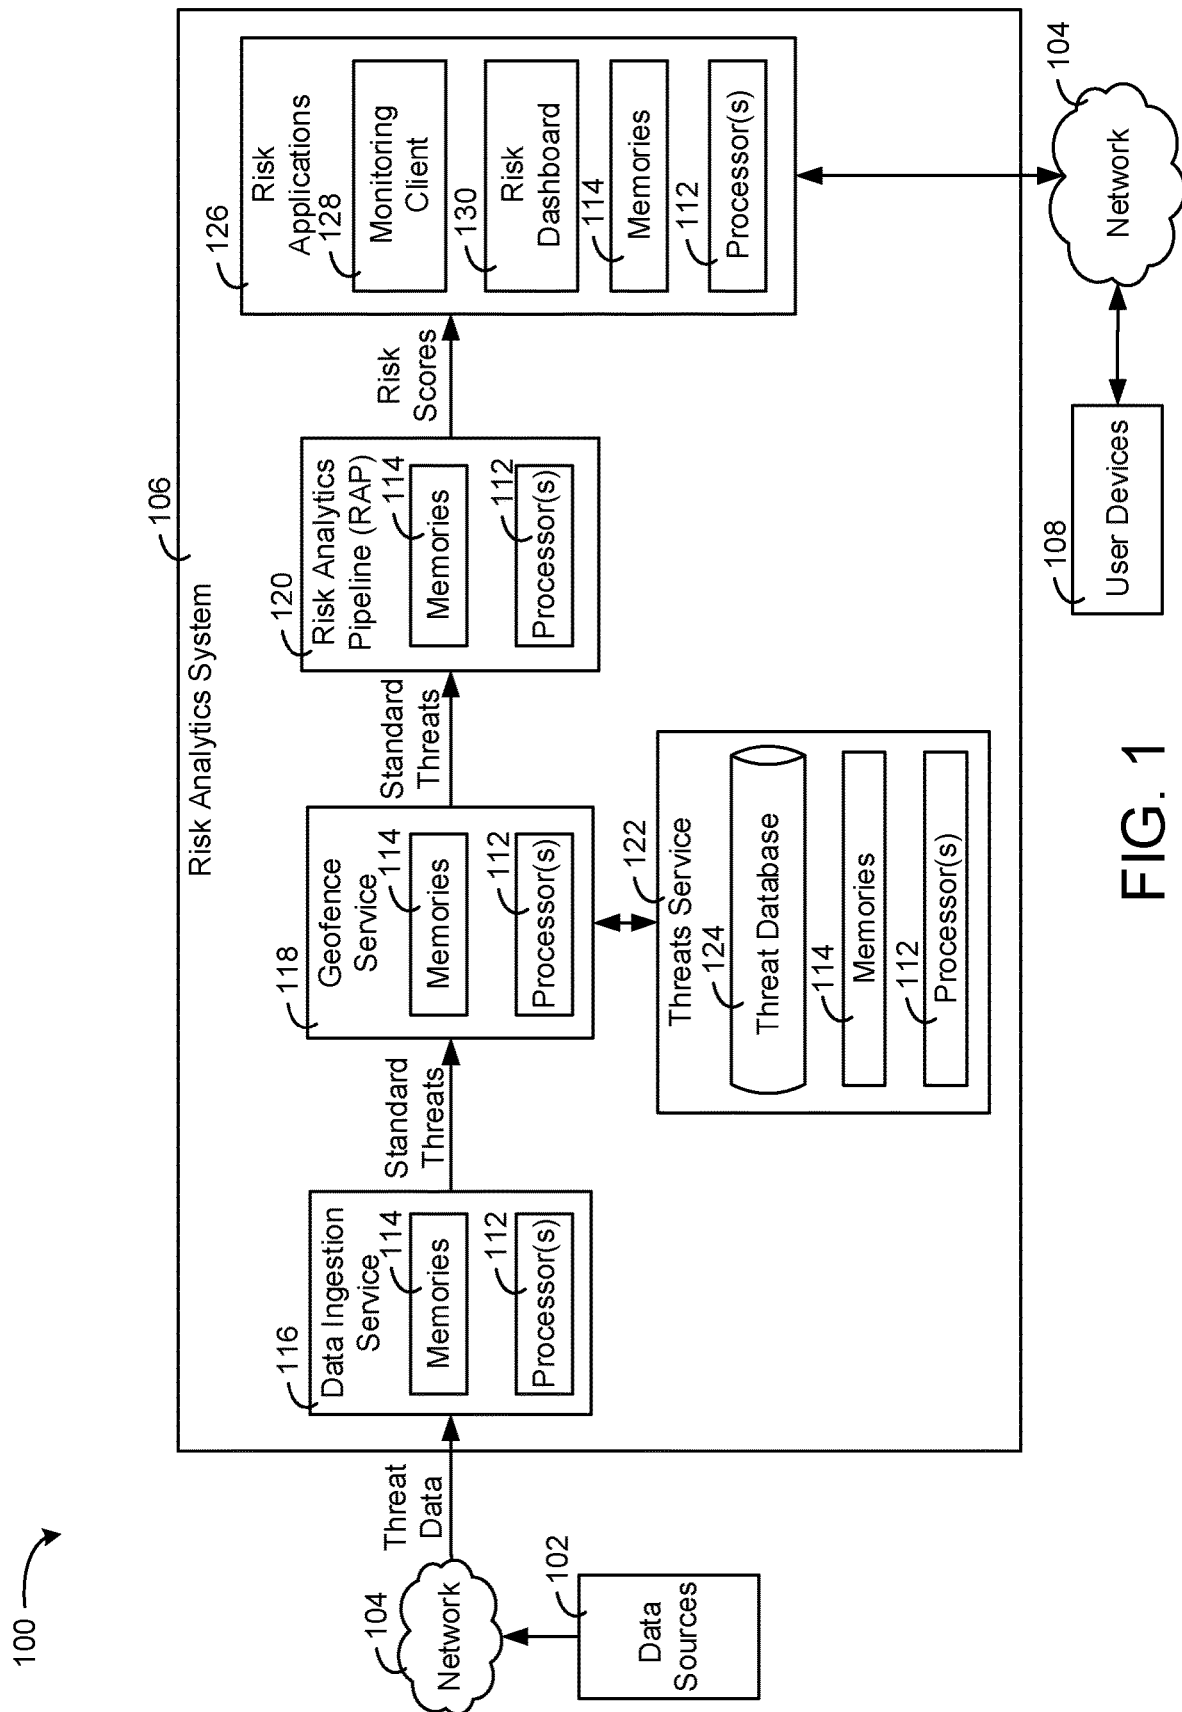 100
106
Risk Analytics System
104
Network
Threat
Data
102
Data
Sources
116
Data Ingestion
Service
114
Memories
112
Processor(s)
Standard
Threats
118
Geofence
Service
114
Memories
112
Processor(s)
122
Threats Service
124
Threat Database
114
Memories
112
Processor(s)
Standard
Threats
120
Risk Analytics
Pipeline (RAP)
114
Memories
112
Processor(s)
Risk
Scores
126
Risk
Applications
128
Monitoring
Client
130
Risk
Dashboard
114
Memories
112
Processor(s)
104
Network
108
User Devices
FIG. 1